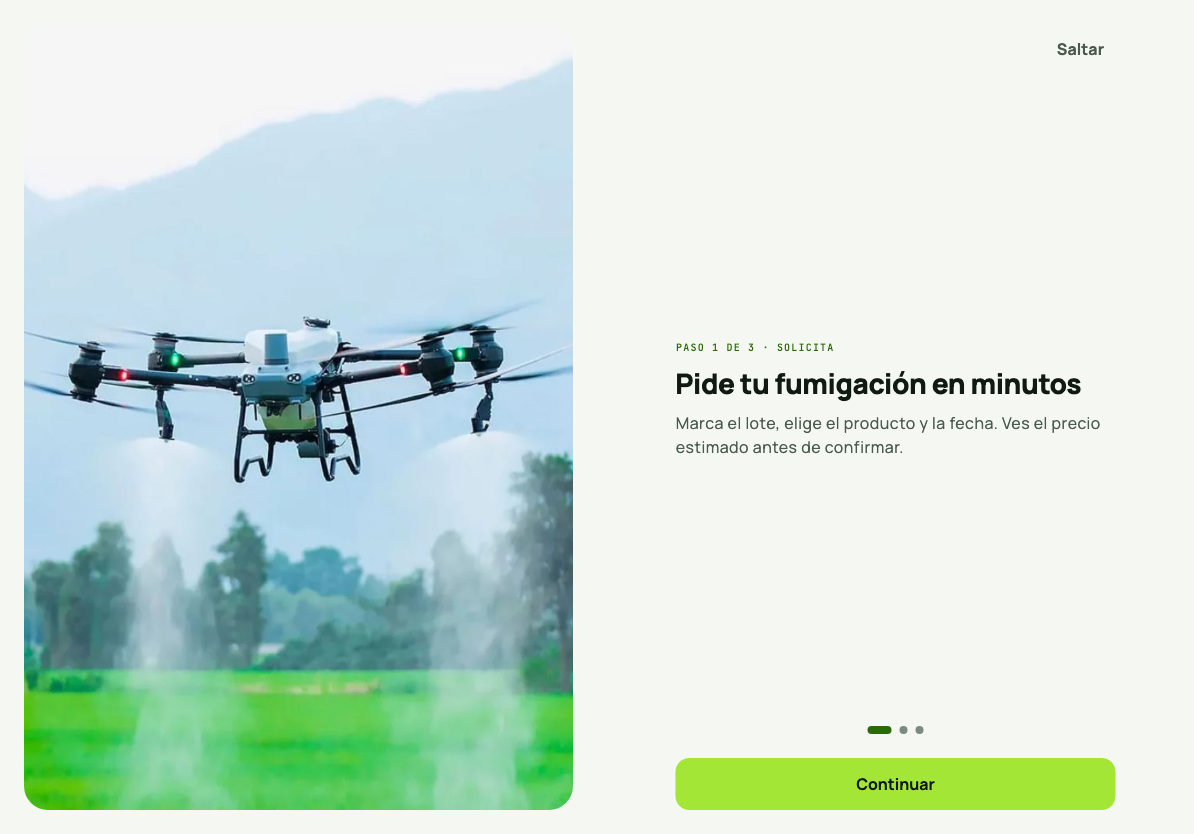 Saltar
PASO 1 DE 3 · SOLICITA
Pide tu fumigación en minutos
Marca el lote, elige el producto y la fecha. Ves el precio
estimado antes de confirmar.
Continuar